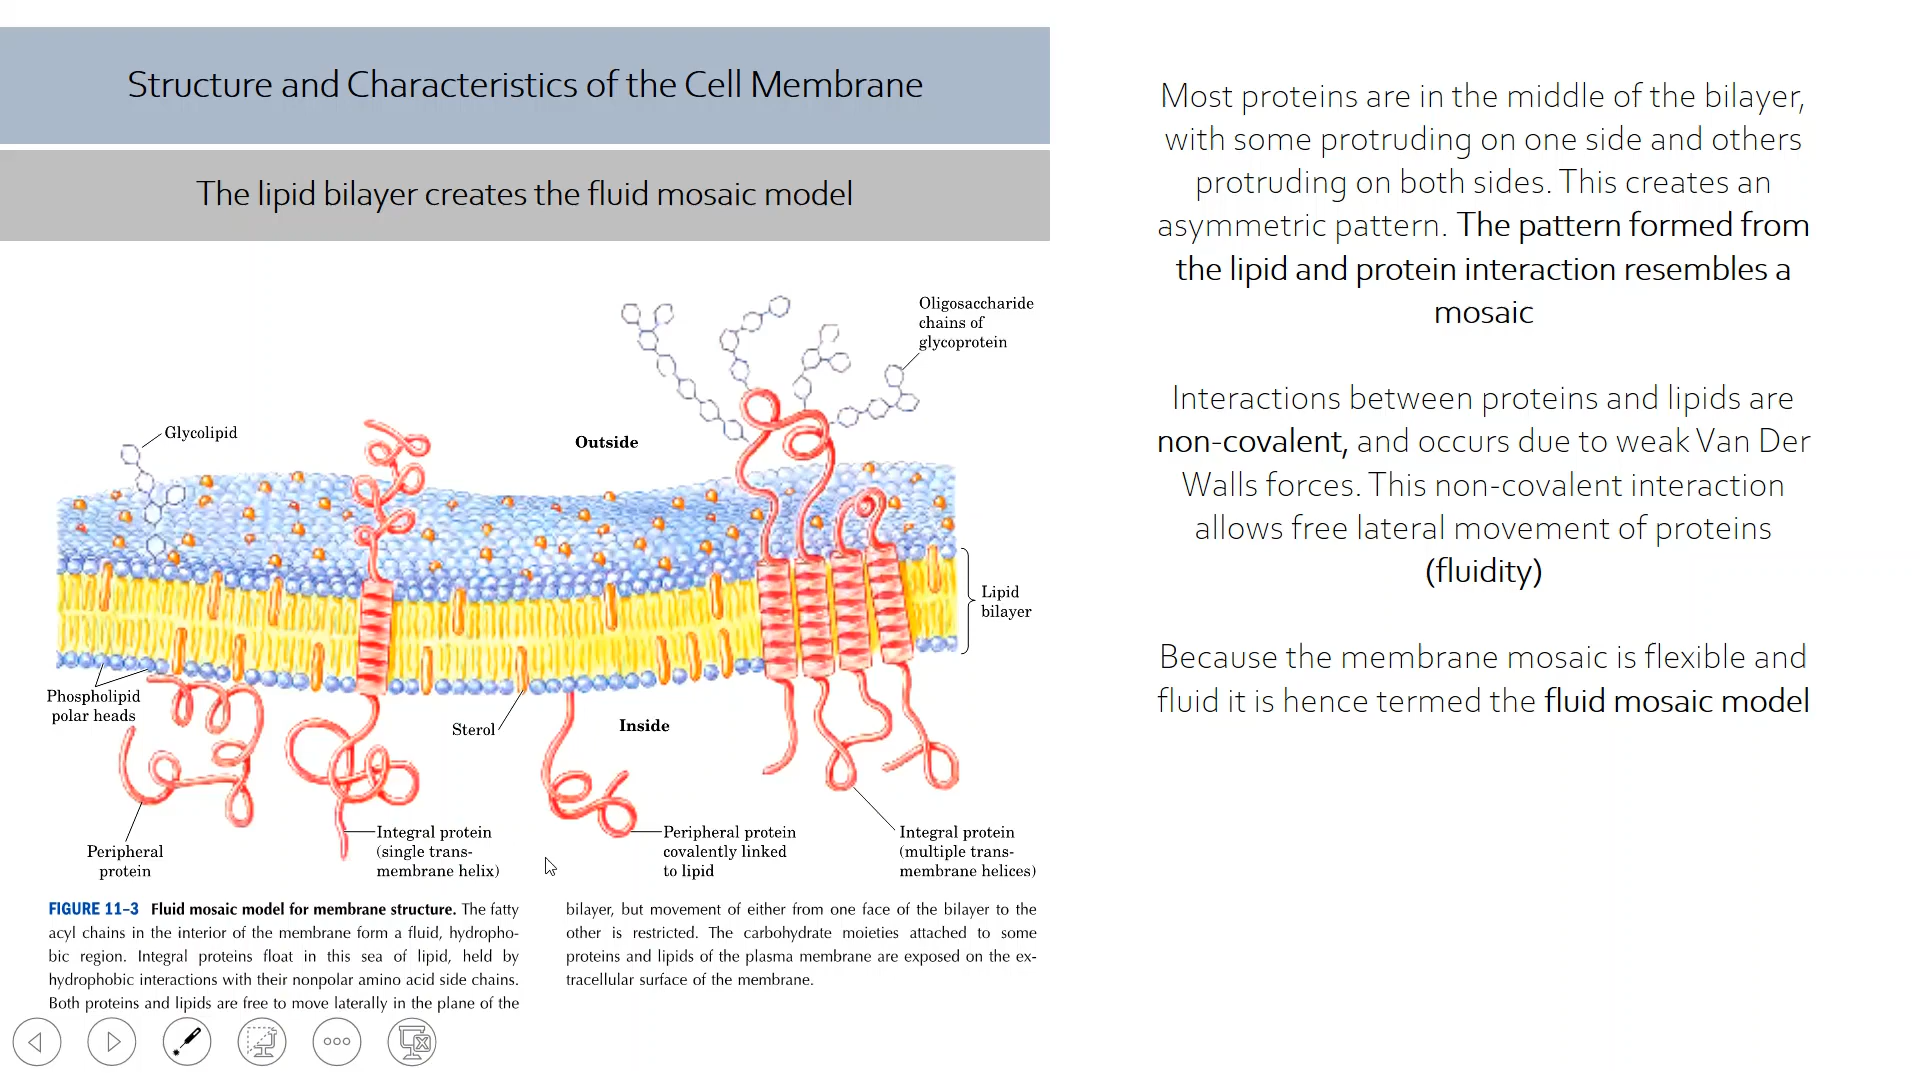 Structure and Characteristics of the Cell Membrane
The lipid bilayer creates the fluid mosaic model
Oligosaccharide
chains of
glycoprotein
Glycolipid
Outside
Lipid
bilayer
Phospholipid
polar heads
Sterol
Inside
Peripheral
protein
Integral protein
(single trans-
membrane helix)
Peripheral protein
covalently linked
to lipid
Integral protein
(multiple trans-
membrane helices)
FIGURE 11–3 Fluid mosaic model for membrane structure. The fatty
acyl chains in the interior of the membrane form a fluid, hydropho-
bic region. Integral proteins float in this sea of lipid, held by
hydrophobic interactions with their nonpolar amino acid side chains.
Both proteins and lipids are free to move laterally in the plane of the
bilayer, but movement of either from one face of the bilayer to the
other is restricted. The carbohydrate moieties attached to some
proteins and lipids of the plasma membrane are exposed on the ex-
tracellular surface of the membrane.
Most proteins are in the middle of the bilayer,
with some protruding on one side and others
protruding on both sides. This creates an
asymmetric pattern. The pattern formed from
the lipid and protein interaction resembles a
mosaic
Interactions between proteins and lipids are
non-covalent, and occurs due to weak Van Der
Walls forces. This non-covalent interaction
allows free lateral movement of proteins
(fluidity)
Because the membrane mosaic is flexible and
fluid it is hence termed the fluid mosaic model